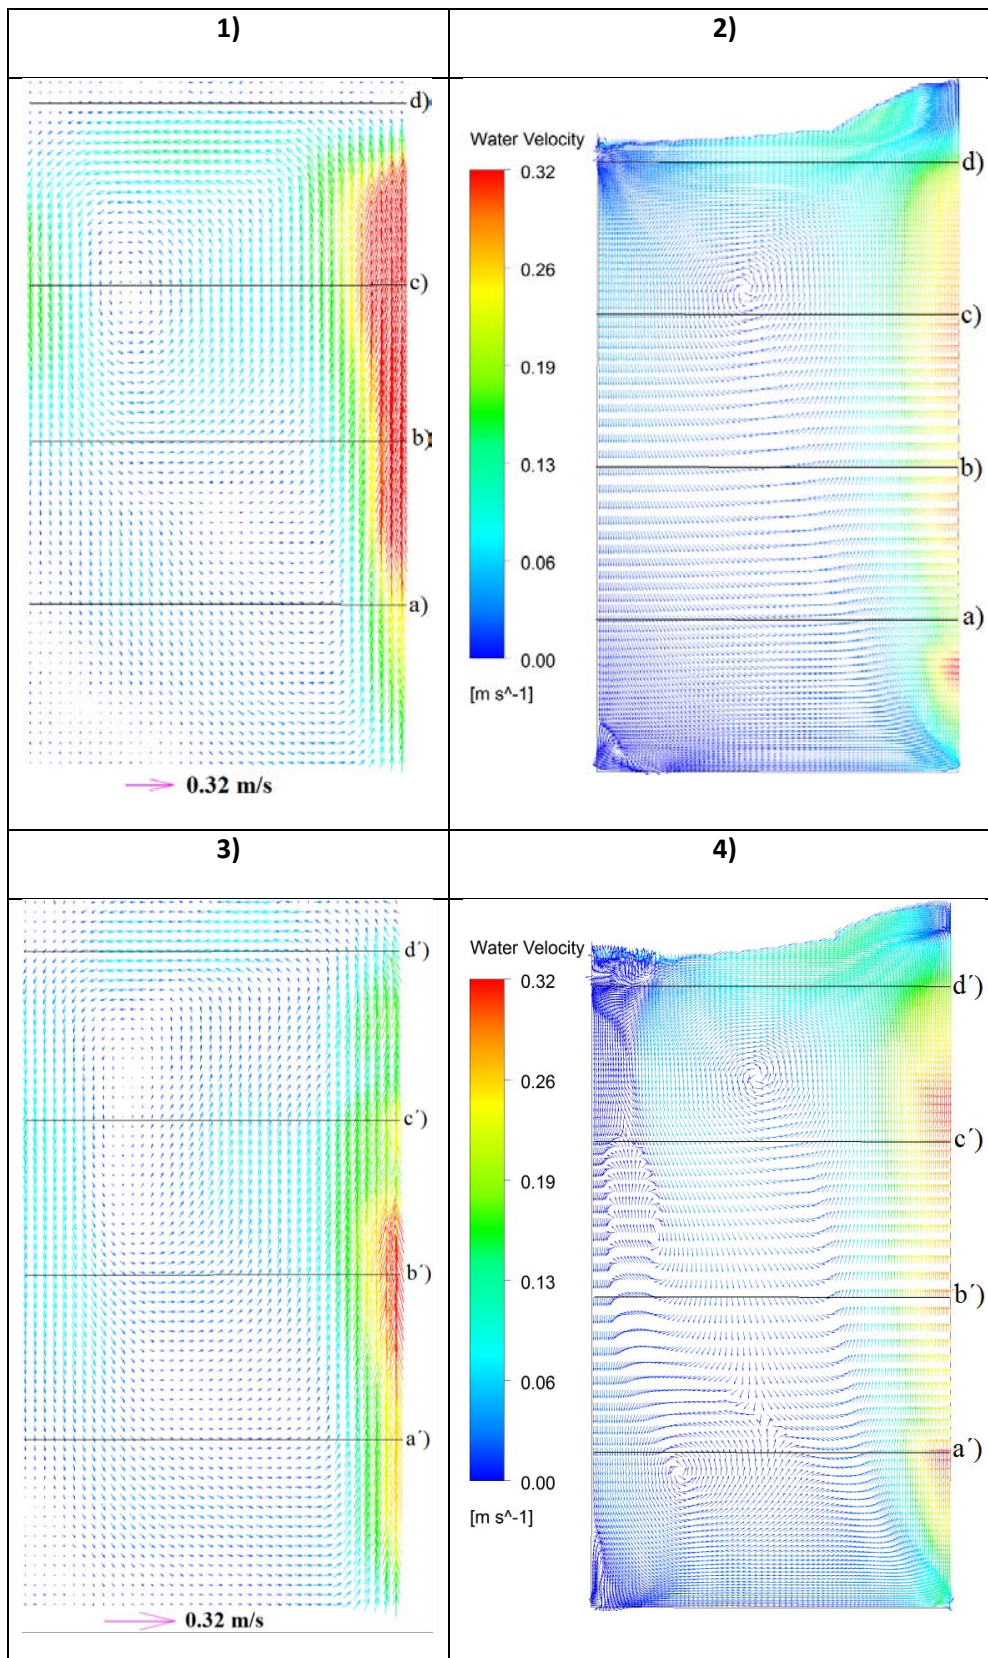 1)
2)
d)
c)
b)
a)
0.32 m/s
Water Velocity
0.32
0.26
0.19
0.13
0.06
0.00
[m s^-1]
d)
c)
b)
a)
3)
4)
d´)
c´)
b´)
a´)
0.32 m/s
Water Velocity
0.32
0.26
0.19
0.13
0.06
0.00
[m s^-1]
d´)
c´)
b´)
a´)